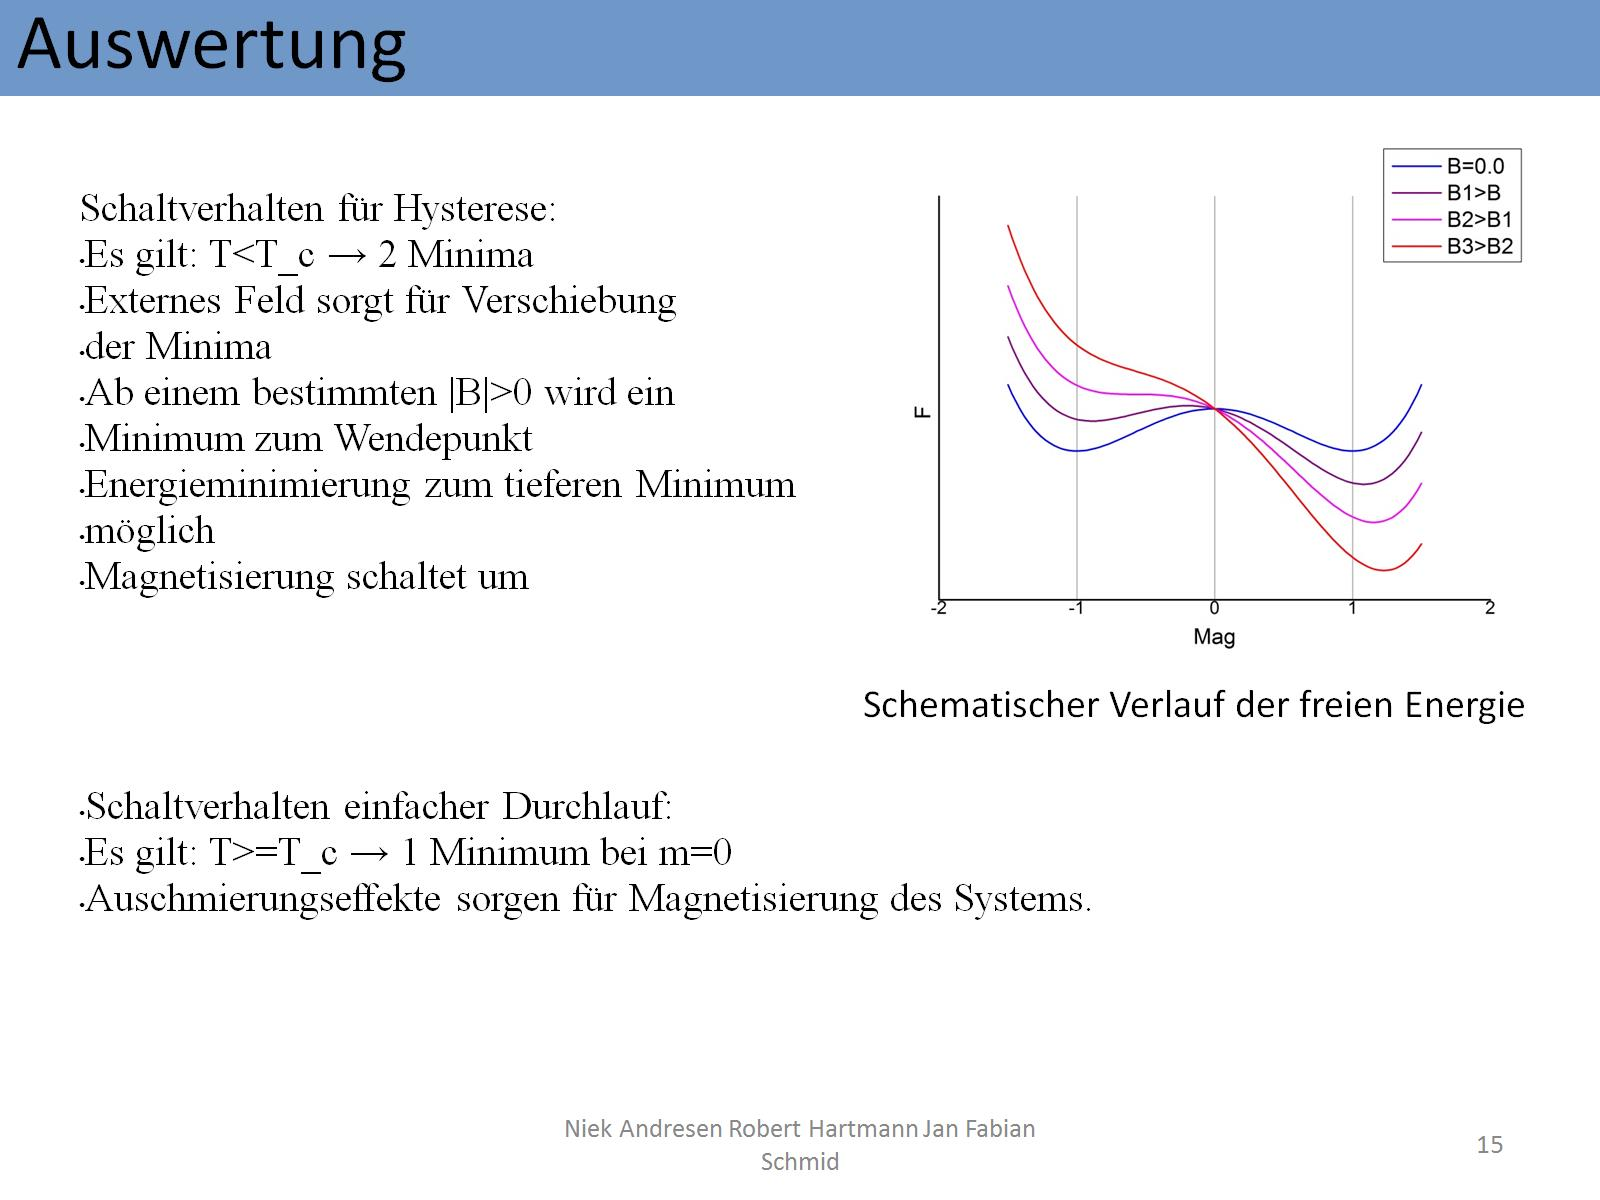 Auswertung
Schaltverhalten für Hysterese:
•Es gilt: T<T_c → 2 Minima
•Externes Feld sorgt für Verschiebung
•der Minima
•Ab einem bestimmten |B|>0 wird ein
•Minimum zum Wendepunkt
•Energieminimierung zum tieferen Minimum
•möglich
•Magnetisierung schaltet um
B=0.0
B1>B
B2>B1
B3>B2
F
-2 -1 0 1 2
Mag
Schematischer Verlauf der freien Energie
•Schaltverhalten einfacher Durchlauf:
•Es gilt: T>=T_c → 1 Minimum bei m=0
•Auschmierungseffekte sorgen für Magnetisierung des Systems.
Niek Andresen Robert Hartmann Jan Fabian
Schmid
15